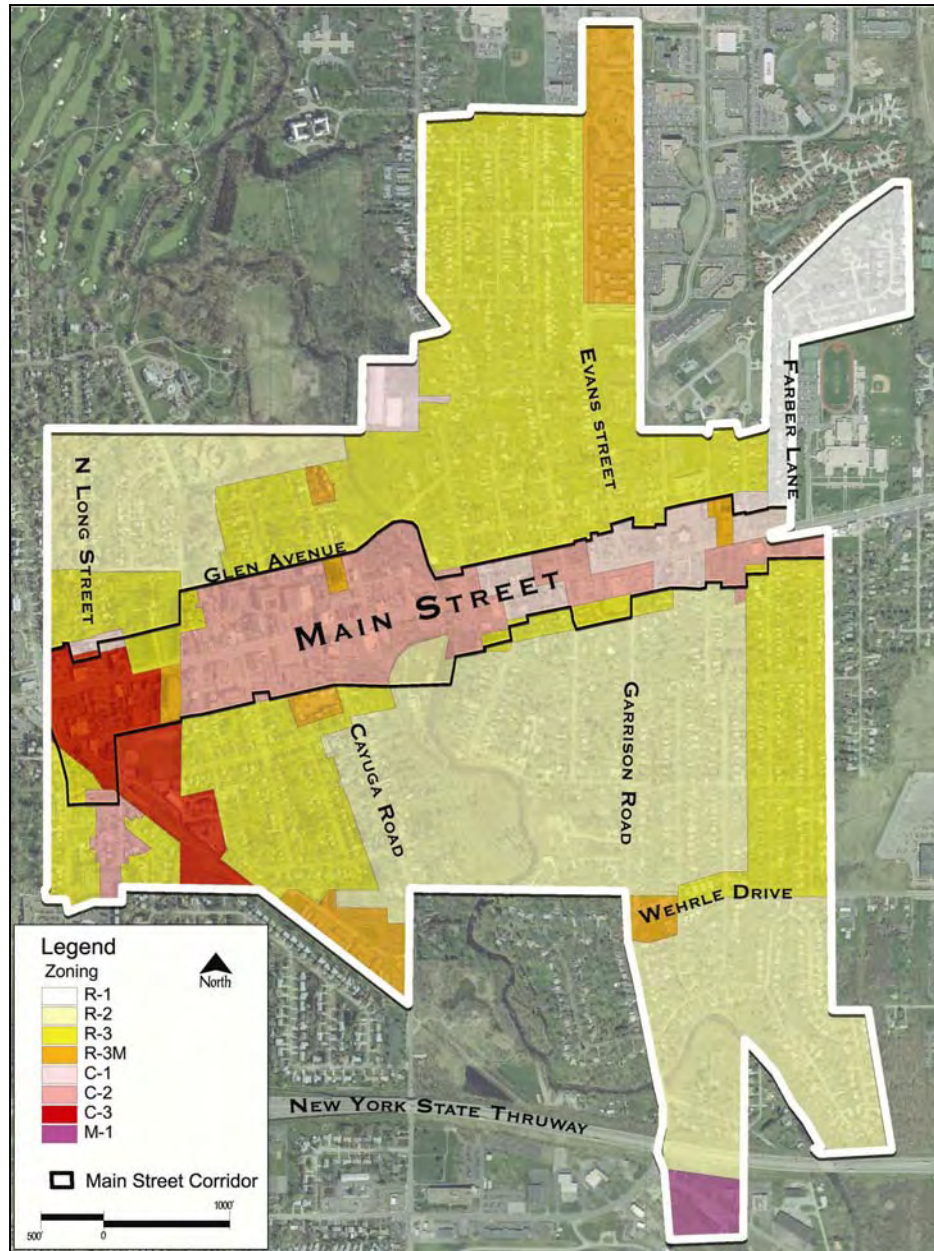 EVANS STREET
FARBER LANE
N LONG STREET
GLEN AVENUE
MAIN STREET
CAYUGA ROAD
GARRISON ROAD
WEHRLE DRIVE
NEW YORK STATE THRUWAY
Legend
Zoning
North
R-1
R-2
R-3
R-3M
C-1
C-2
C-3
M-1
Main Street Corridor
1000'
500'
0